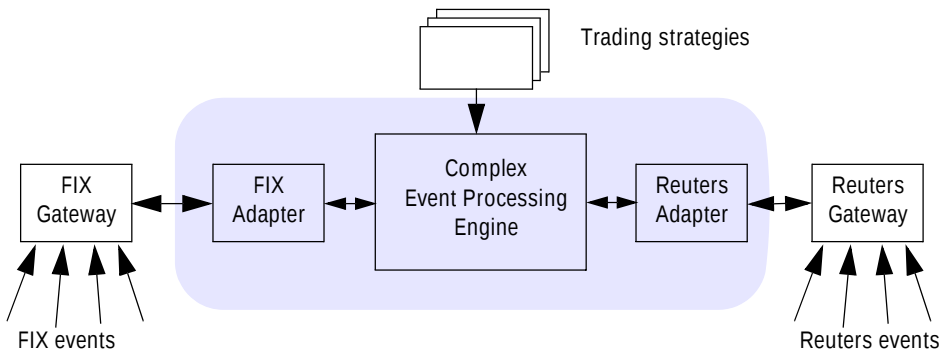 Trading strategies
Complex
Event Processing
Engine
FIX
Gateway
FIX
Adapter
Reuters
Adapter
Reuters
Gateway
FIX events
Reuters events